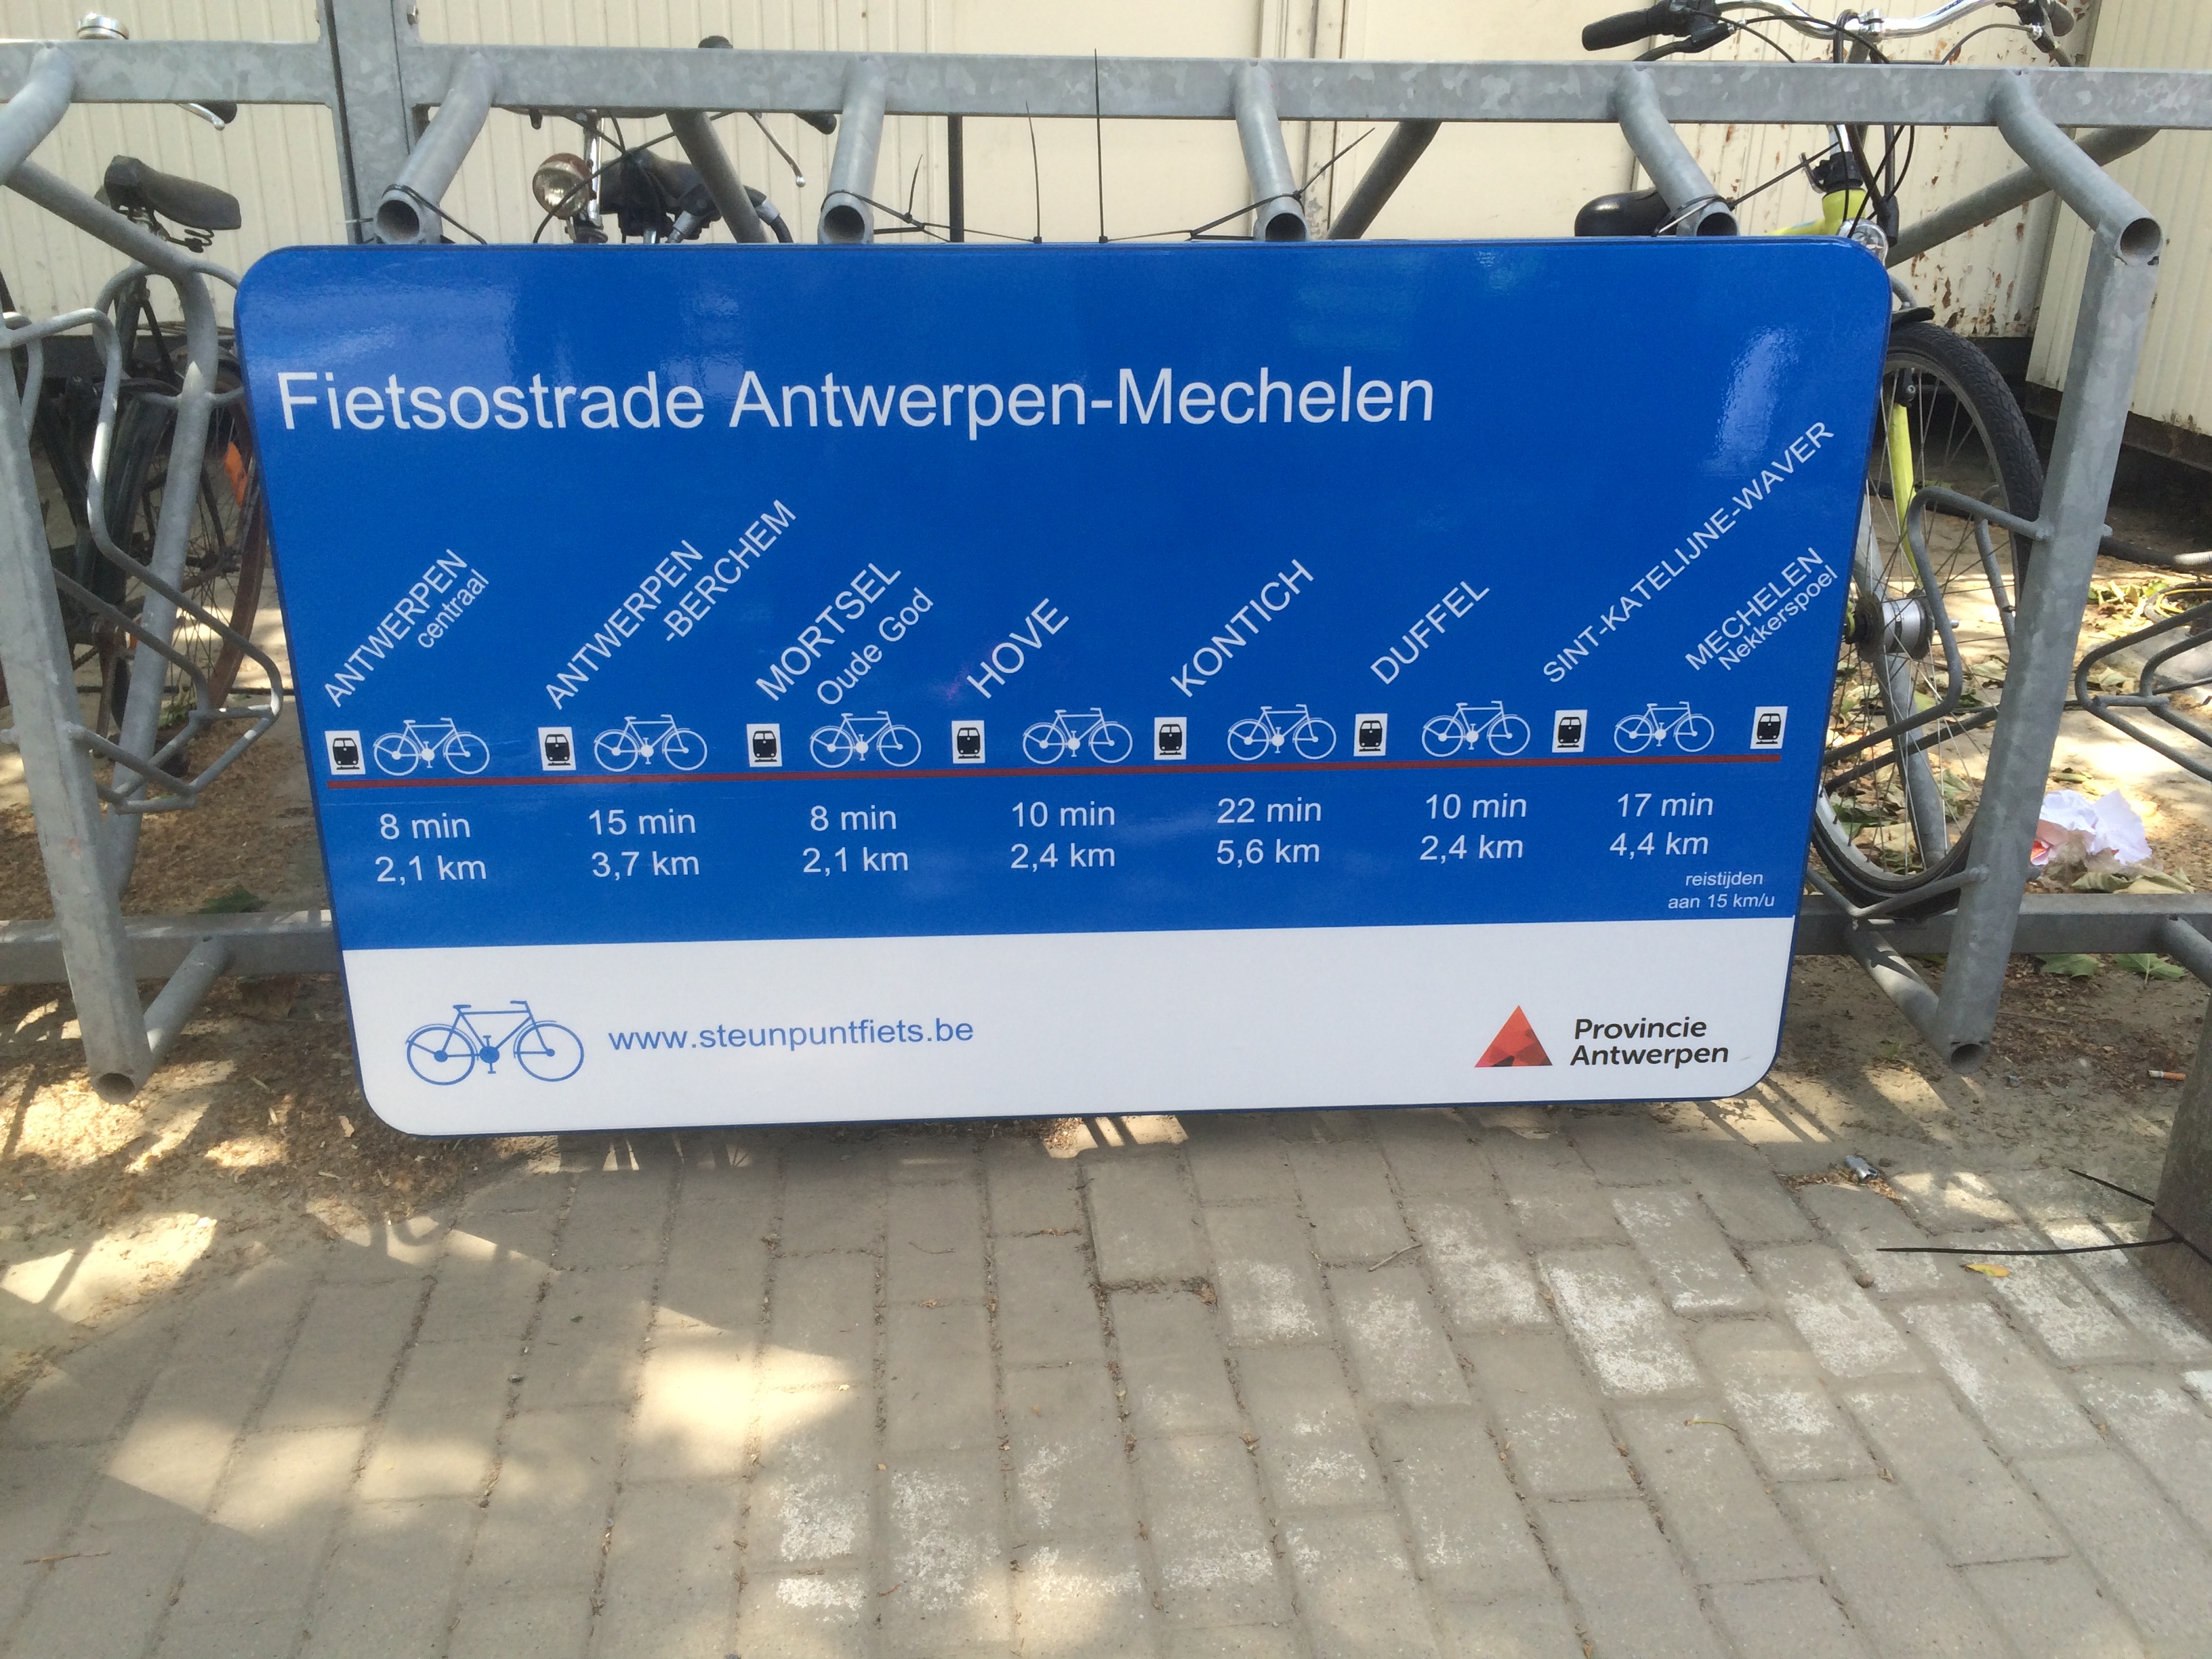 Fietsostrade Antwerpen-Mechelen
ANTWERPEN
centraal
ANTWERPEN
-BERCHEM
MORTSEL
Oude God
HOVE
KONTICH
DUFFEL
SINT-KATELIJNE-WAVER
MECHELEN
Nekkerspoel
8 min
2,1 km
15 min
3,7 km
8 min
2,1 km
10 min
2,4 km
22 min
5,6 km
10 min
2,4 km
17 min
4,4 km
reistijden
aan 15 km/u
www.steunpuntfiets.be
Provincie
Antwerpen